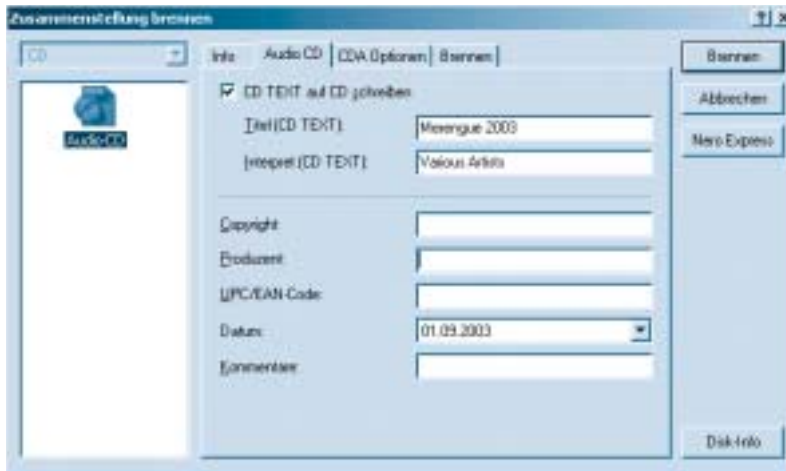 Zusammenstellung brennen
CD
Audio-CD
Info Audio CD CDA Optionen Brennen
CD TEXT auf CD schreiben
Titel (CD TEXT): Merengue 2003
Interpret (CD TEXT): Various Artists
Copyright:
Produzent:
UPC/EAN-Code:
Datum: 01.09.2003
Kommentare:
Brennen
Abbrechen
Nero Express
Disk-Info